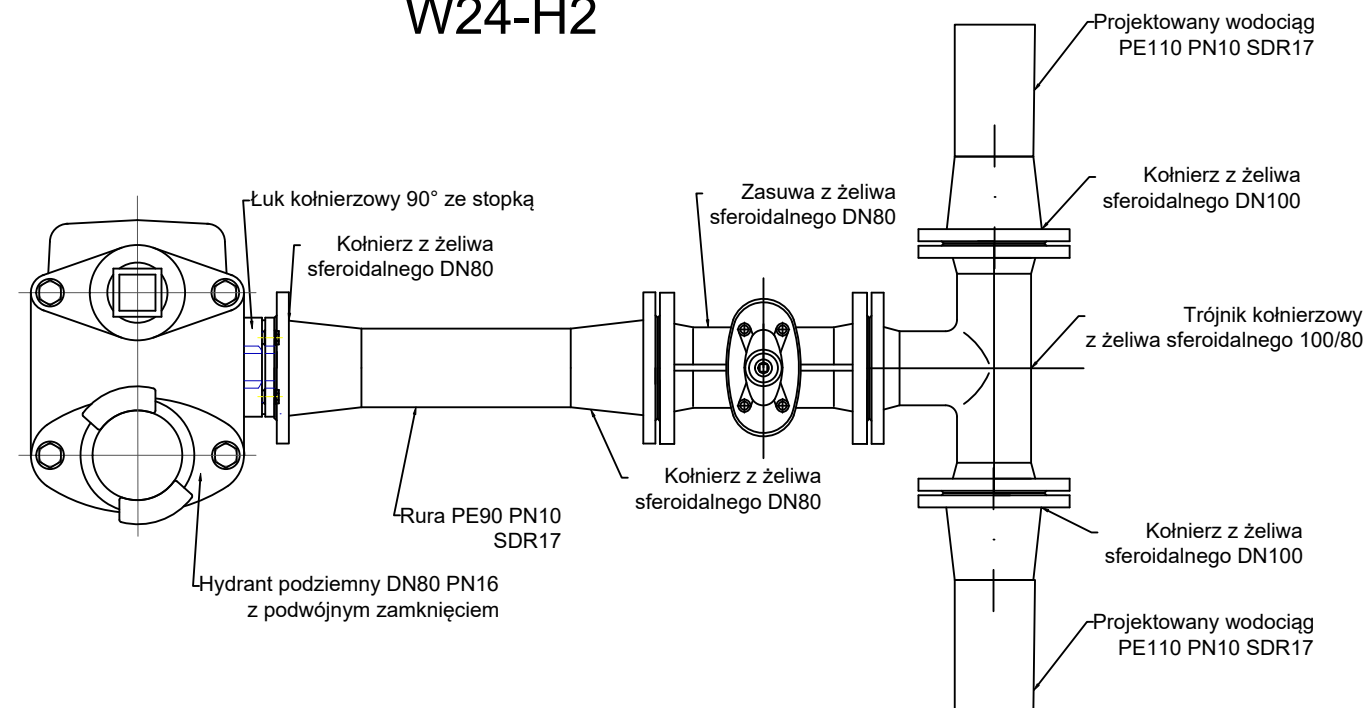 W24-H2
Projektowany wodociąg
PE110 PN10 SDR17
Kołnierz z żeliwa
sferoidalnego DN100
Zasuwa z żeliwa
sferoidalnego DN80
Łuk kołnierzowy 90° ze stopką
Kołnierz z żeliwa
sferoidalnego DN80
Trójnik kołnierzowy
z żeliwa sferoidalnego 100/80
Kołnierz z żeliwa
sferoidalnego DN80
Rura PE90 PN10
SDR17
Kołnierz z żeliwa
sferoidalnego DN100
Hydrant podziemny DN80 PN16
z podwójnym zamknięciem
Projektowany wodociąg
PE110 PN10 SDR17